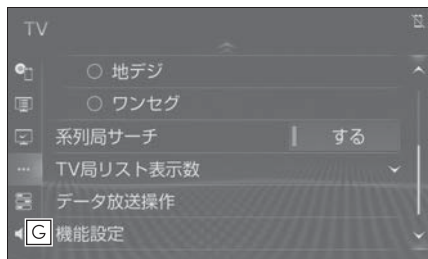 TV
地デジ
ワンセグ
系列局サーチ する
TV局リスト表示数
データ放送操作
G 機能設定